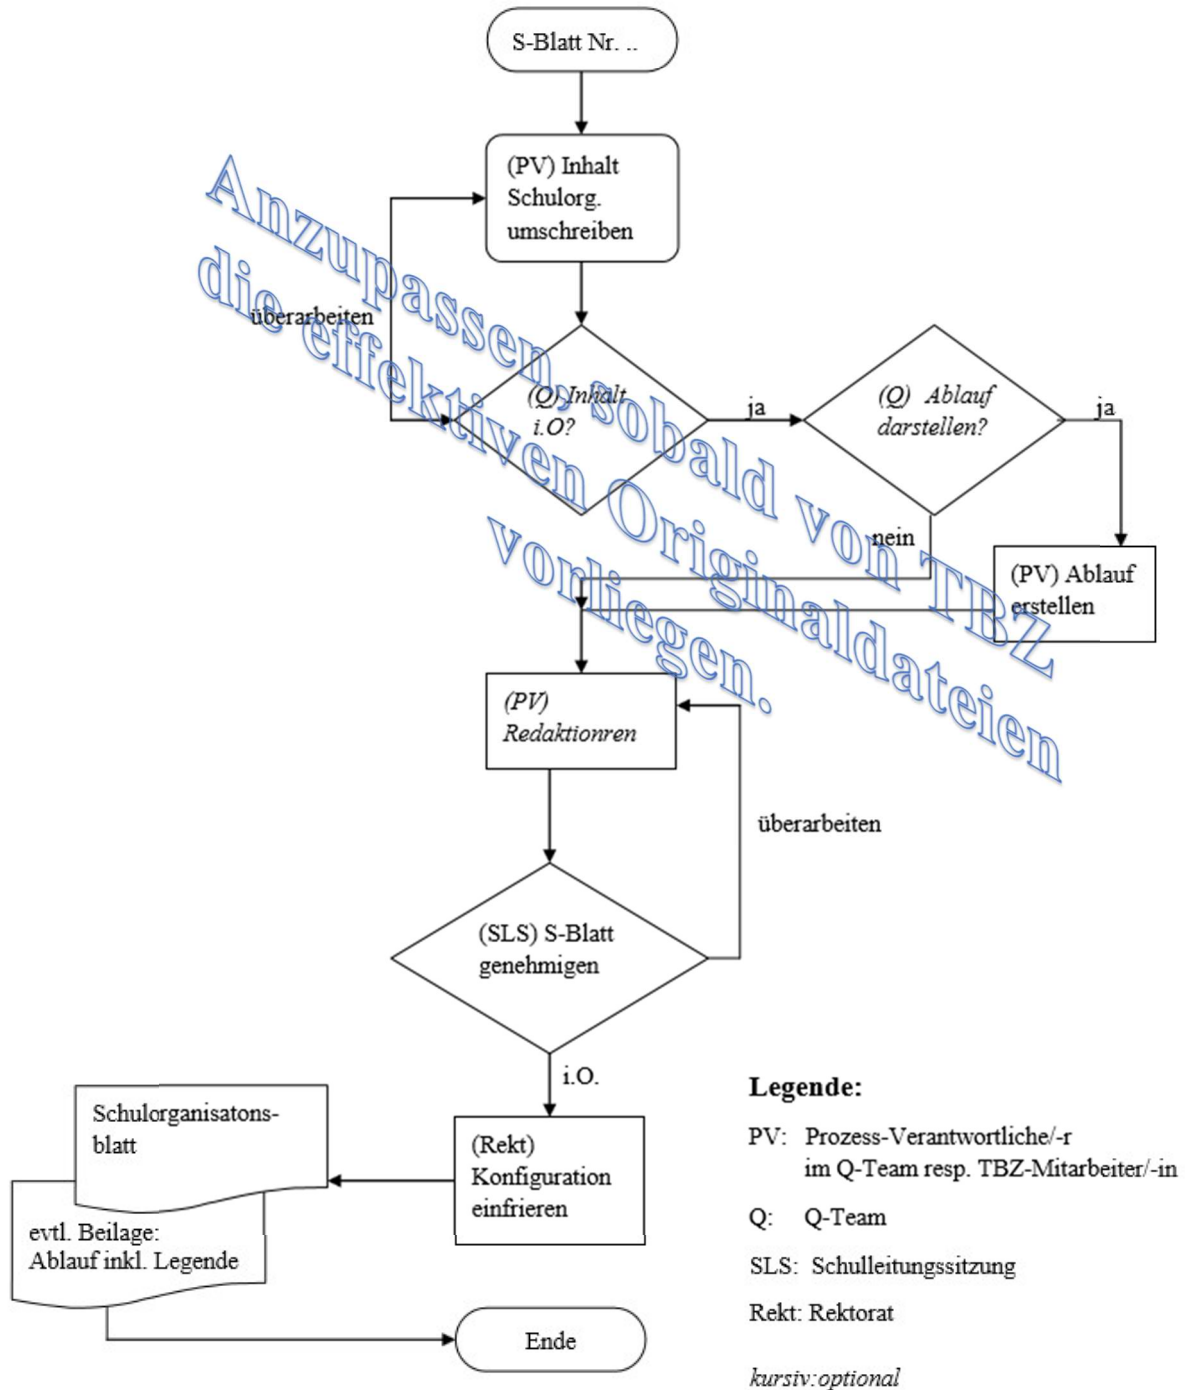 S-Blatt Nr. ..
(PV) Inhalt
Schulorg.
umschreiben
überarbeiten
(Q) Inhalt
i.O?
ja
(Q) Ablauf
darstellen?
ja
nein
(PV) Ablauf
erstellen
Anzupassen, sobald von TBZ
die effektiven Originaldateien
vorliegen.
(PV)
Redaktionren
überarbeiten
(SLS) S-Blatt
genehmigen
i.O.
(Rekt)
Konfiguration
einfrieren
Schulorganisatons-
blatt
evtl. Beilage:
Ablauf inkl. Legende
Ende
Legende:
PV: Prozess-Verantwortliche/-r
im Q-Team resp. TBZ-Mitarbeiter/-in
Q: Q-Team
SLS: Schulleitungssitzung
Rekt: Rektorat
kursiv:optional